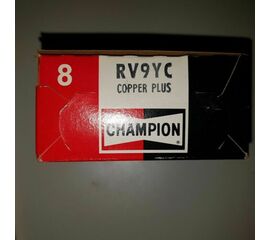 8
RV9YC
COPPER PLUS
CHAMPION